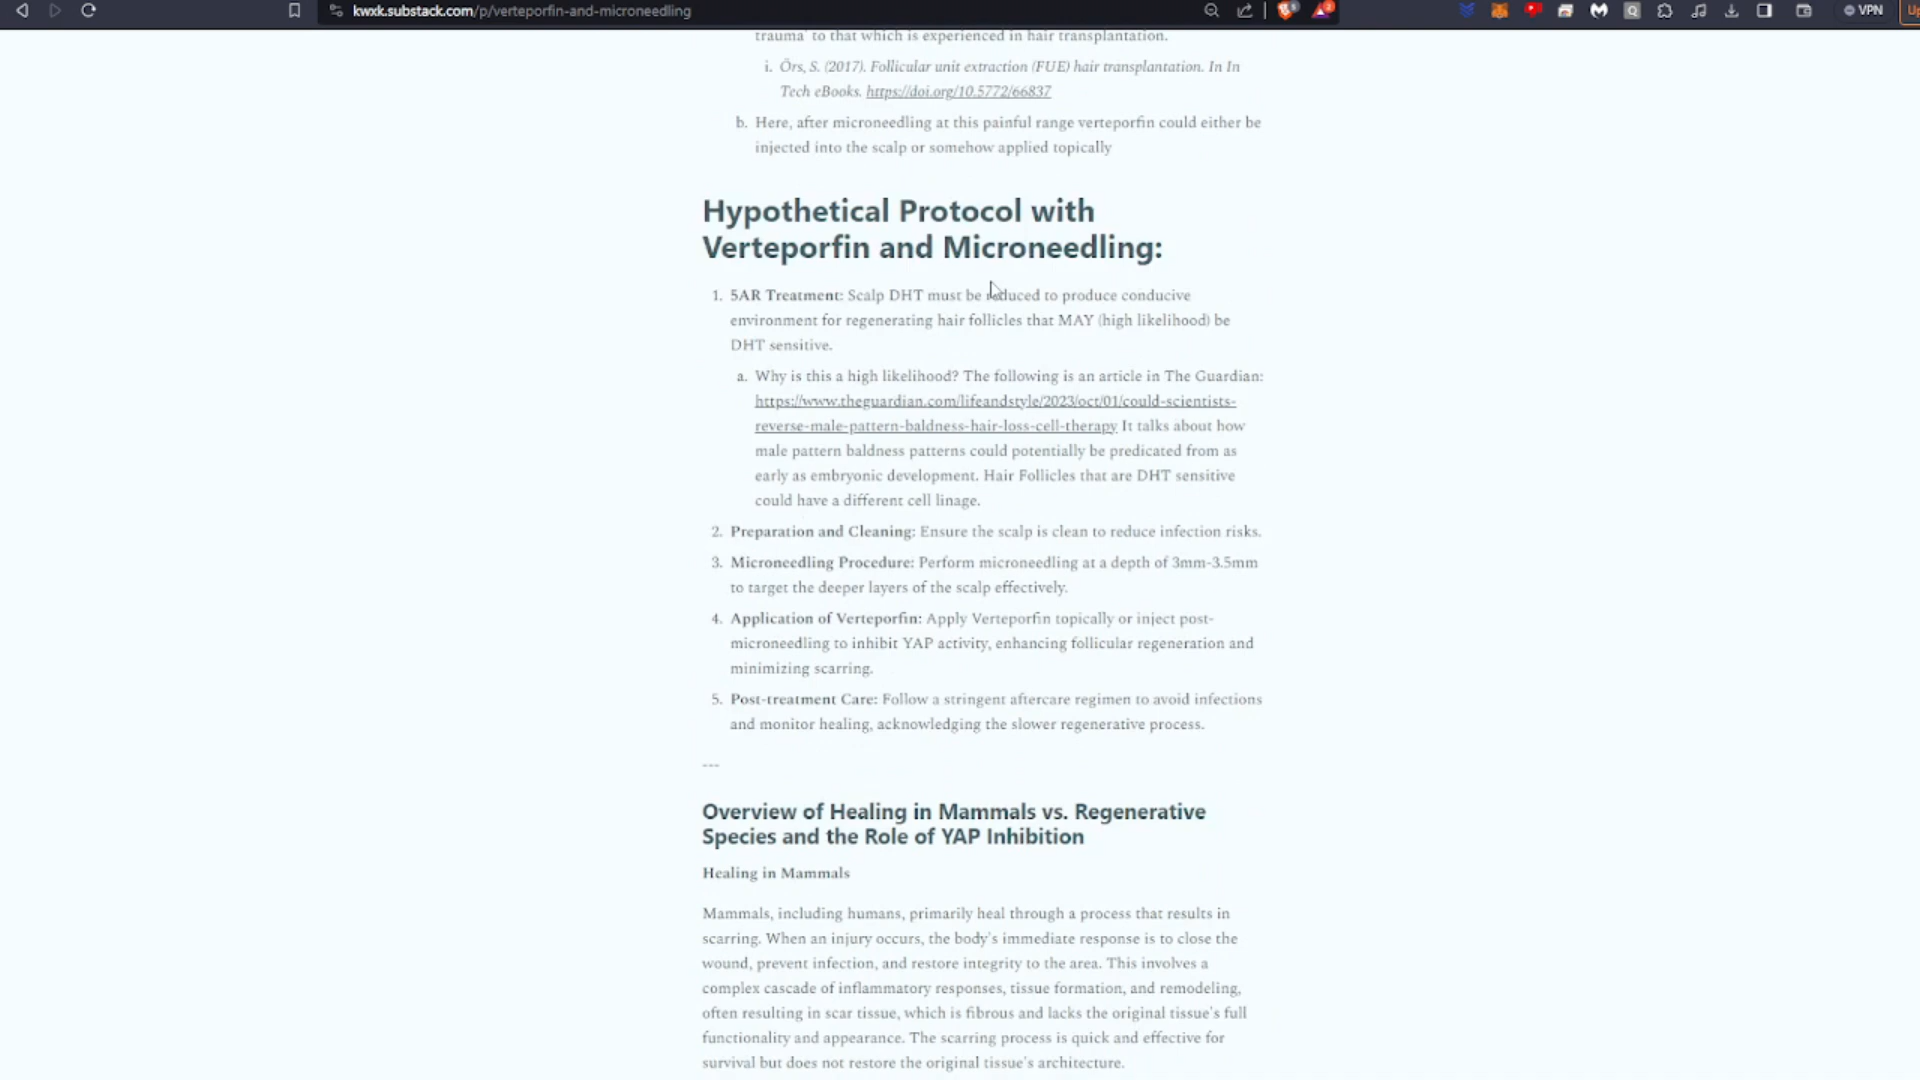 kwxk.substack.com/p/verteporfin-and-microneedling
VPN
trauma' to that which is experienced in hair transplantation.
i. Örs, S. (2017). Follicular unit extraction (FUE) hair transplantation. In In
Tech eBooks. https://doi.org/10.5772/66837
b. Here, after microneedling at this painful range verteporfin could either be
injected into the scalp or somehow applied topically
Hypothetical Protocol with
Verteporfin and Microneedling:
1. 5AR Treatment: Scalp DHT must be reduced to produce conducive
environment for regenerating hair follicles that MAY (high likelihood) be
DHT sensitive.
a. Why is this a high likelihood? The following is an article in The Guardian:
https://www.theguardian.com/lifeandstyle/2023/oct/01/could-scientists-
reverse-male-pattern-baldness-hair-loss-cell-therapy It talks about how
male pattern baldness patterns could potentially be predicated from as
early as embryonic development. Hair Follicles that are DHT sensitive
could have a different cell linage.
2. Preparation and Cleaning: Ensure the scalp is clean to reduce infection risks.
3. Microneedling Procedure: Perform microneedling at a depth of 3mm-3.5mm
to target the deeper layers of the scalp effectively.
4. Application of Verteporfin: Apply Verteporfin topically or inject post-
microneedling to inhibit YAP activity, enhancing follicular regeneration and
minimizing scarring.
5. Post-treatment Care: Follow a stringent aftercare regimen to avoid infections
and monitor healing, acknowledging the slower regenerative process.
---
Overview of Healing in Mammals vs. Regenerative
Species and the Role of YAP Inhibition
Healing in Mammals
Mammals, including humans, primarily heal through a process that results in
scarring. When an injury occurs, the body's immediate response is to close the
wound, prevent infection, and restore integrity to the area. This involves a
complex cascade of inflammatory responses, tissue formation, and remodeling,
often resulting in scar tissue, which is fibrous and lacks the original tissue's full
functionality and appearance. The scarring process is quick and effective for
survival but does not restore the original tissue's architecture.